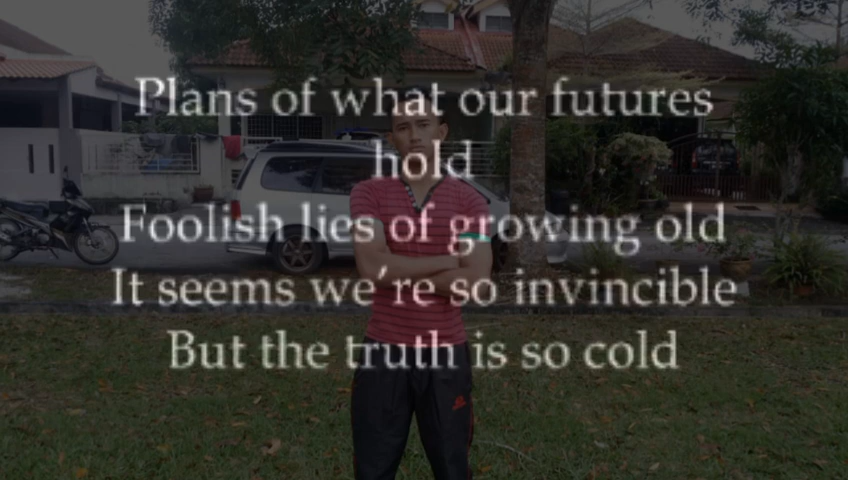 Plans of what our futures
hold
Foolish lies of growing old
It seems we're so invincible
But the truth is so cold